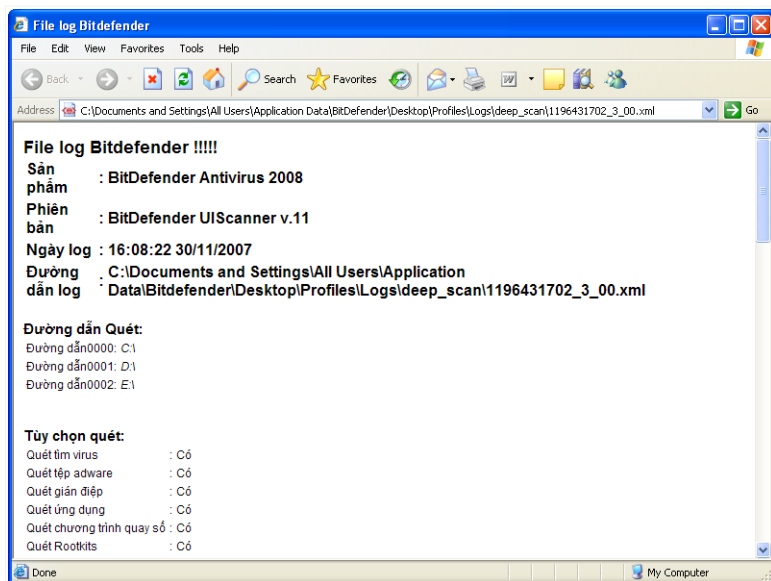 File log Bitdefender
File Edit View Favorites Tools Help
Back Search Favorites
Address C:\Documents and Settings\All Users\Application Data\BitDefender\Desktop\Profiles\Logs\deep_scan\1196431702_3_00.xml Go
File log Bitdefender !!!!!
Sản
phẩm : BitDefender Antivirus 2008
Phiên
bản : BitDefender UIScanner v.11
Ngày log : 16:08:22 30/11/2007
Đường : C:\Documents and Settings\All Users\Application
dẫn log Data\Bitdefender\Desktop\Profiles\Logs\deep_scan\1196431702_3_00.xml
Đường dẫn Quét:
Đường dẫn0000: C:\
Đường dẫn0001: D:\
Đường dẫn0002: E:\
Tùy chọn quét:
Quét tìm virus : Có
Quét tệp adware : Có
Quét gián điệp : Có
Quét ứng dụng : Có
Quét chương trình quay số : Có
Quét Rootkits : Có
Done My Computer